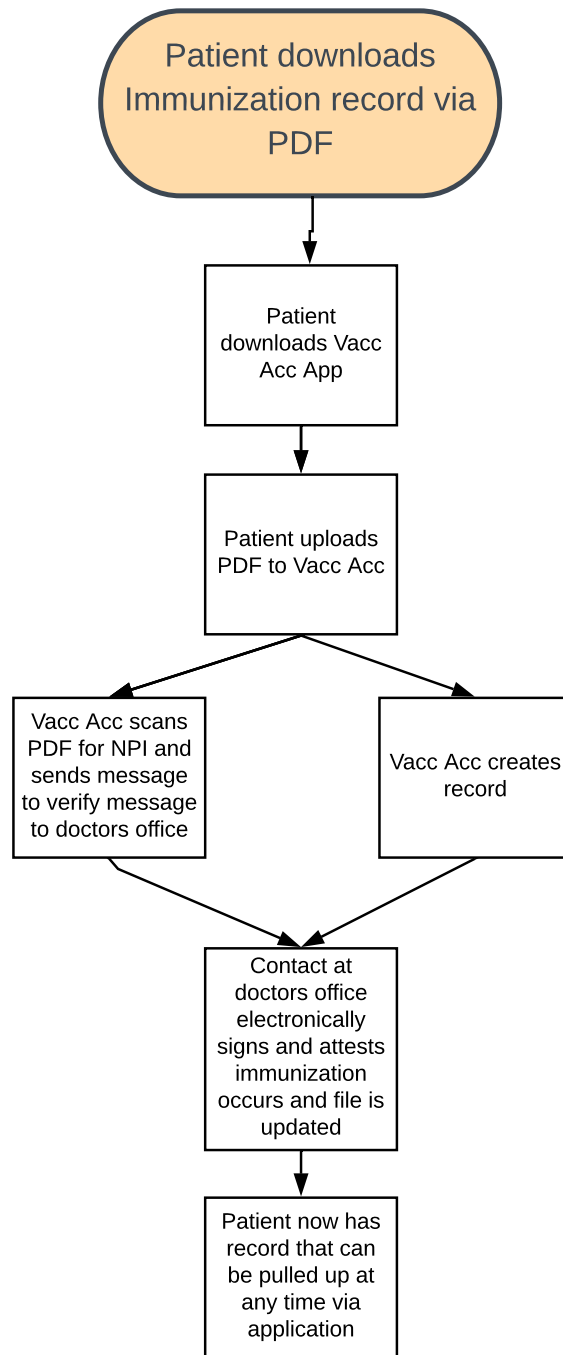 Patient downloads
Immunization record via
PDF
Patient
downloads Vacc
Acc App
Patient uploads
PDF to Vacc Acc
Vacc Acc scans
PDF for NPI and
sends message
to verify message
to doctors office
Vacc Acc creates
record
Contact at
doctors office
electronically
signs and attests
immunization
occurs and file is
updated
Patient now has
record that can
be pulled up at
any time via
application